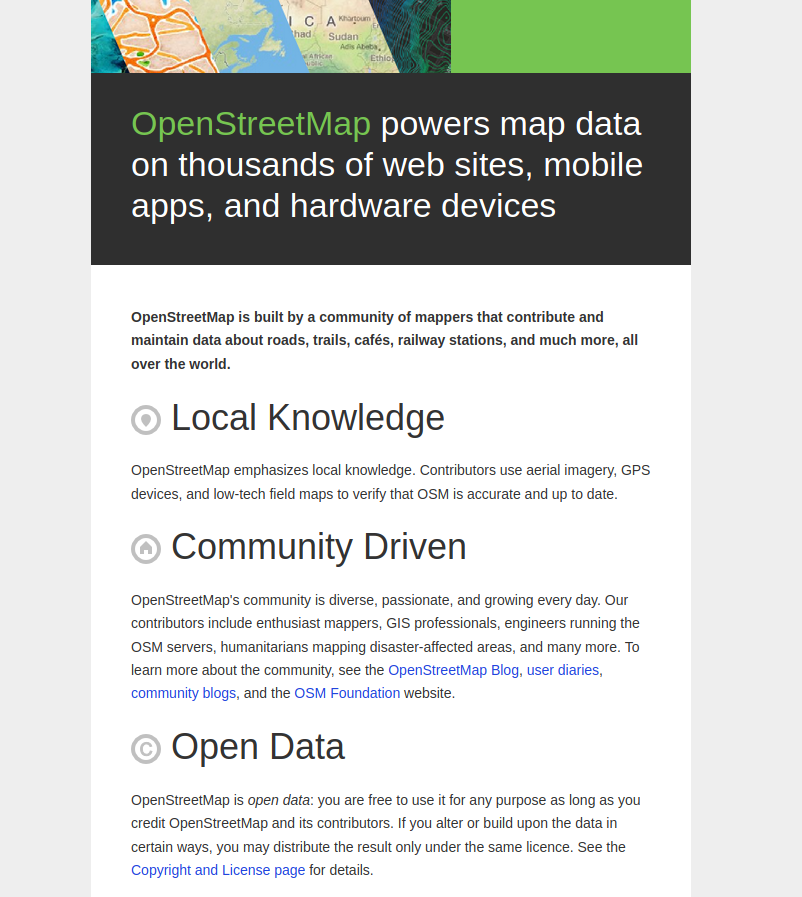 I C A
Khartoum
had
Sudan
Adis Abeba
Ethiop
OpenStreetMap powers map data
on thousands of web sites, mobile
apps, and hardware devices
OpenStreetMap is built by a community of mappers that contribute and
maintain data about roads, trails, cafés, railway stations, and much more, all
over the world.
Local Knowledge
OpenStreetMap emphasizes local knowledge. Contributors use aerial imagery, GPS
devices, and low-tech field maps to verify that OSM is accurate and up to date.
Community Driven
OpenStreetMap's community is diverse, passionate, and growing every day. Our
contributors include enthusiast mappers, GIS professionals, engineers running the
OSM servers, humanitarians mapping disaster-affected areas, and many more. To
learn more about the community, see the OpenStreetMap Blog, user diaries,
community blogs, and the OSM Foundation website.
Open Data
OpenStreetMap is open data: you are free to use it for any purpose as long as you
credit OpenStreetMap and its contributors. If you alter or build upon the data in
certain ways, you may distribute the result only under the same licence. See the
Copyright and License page for details.